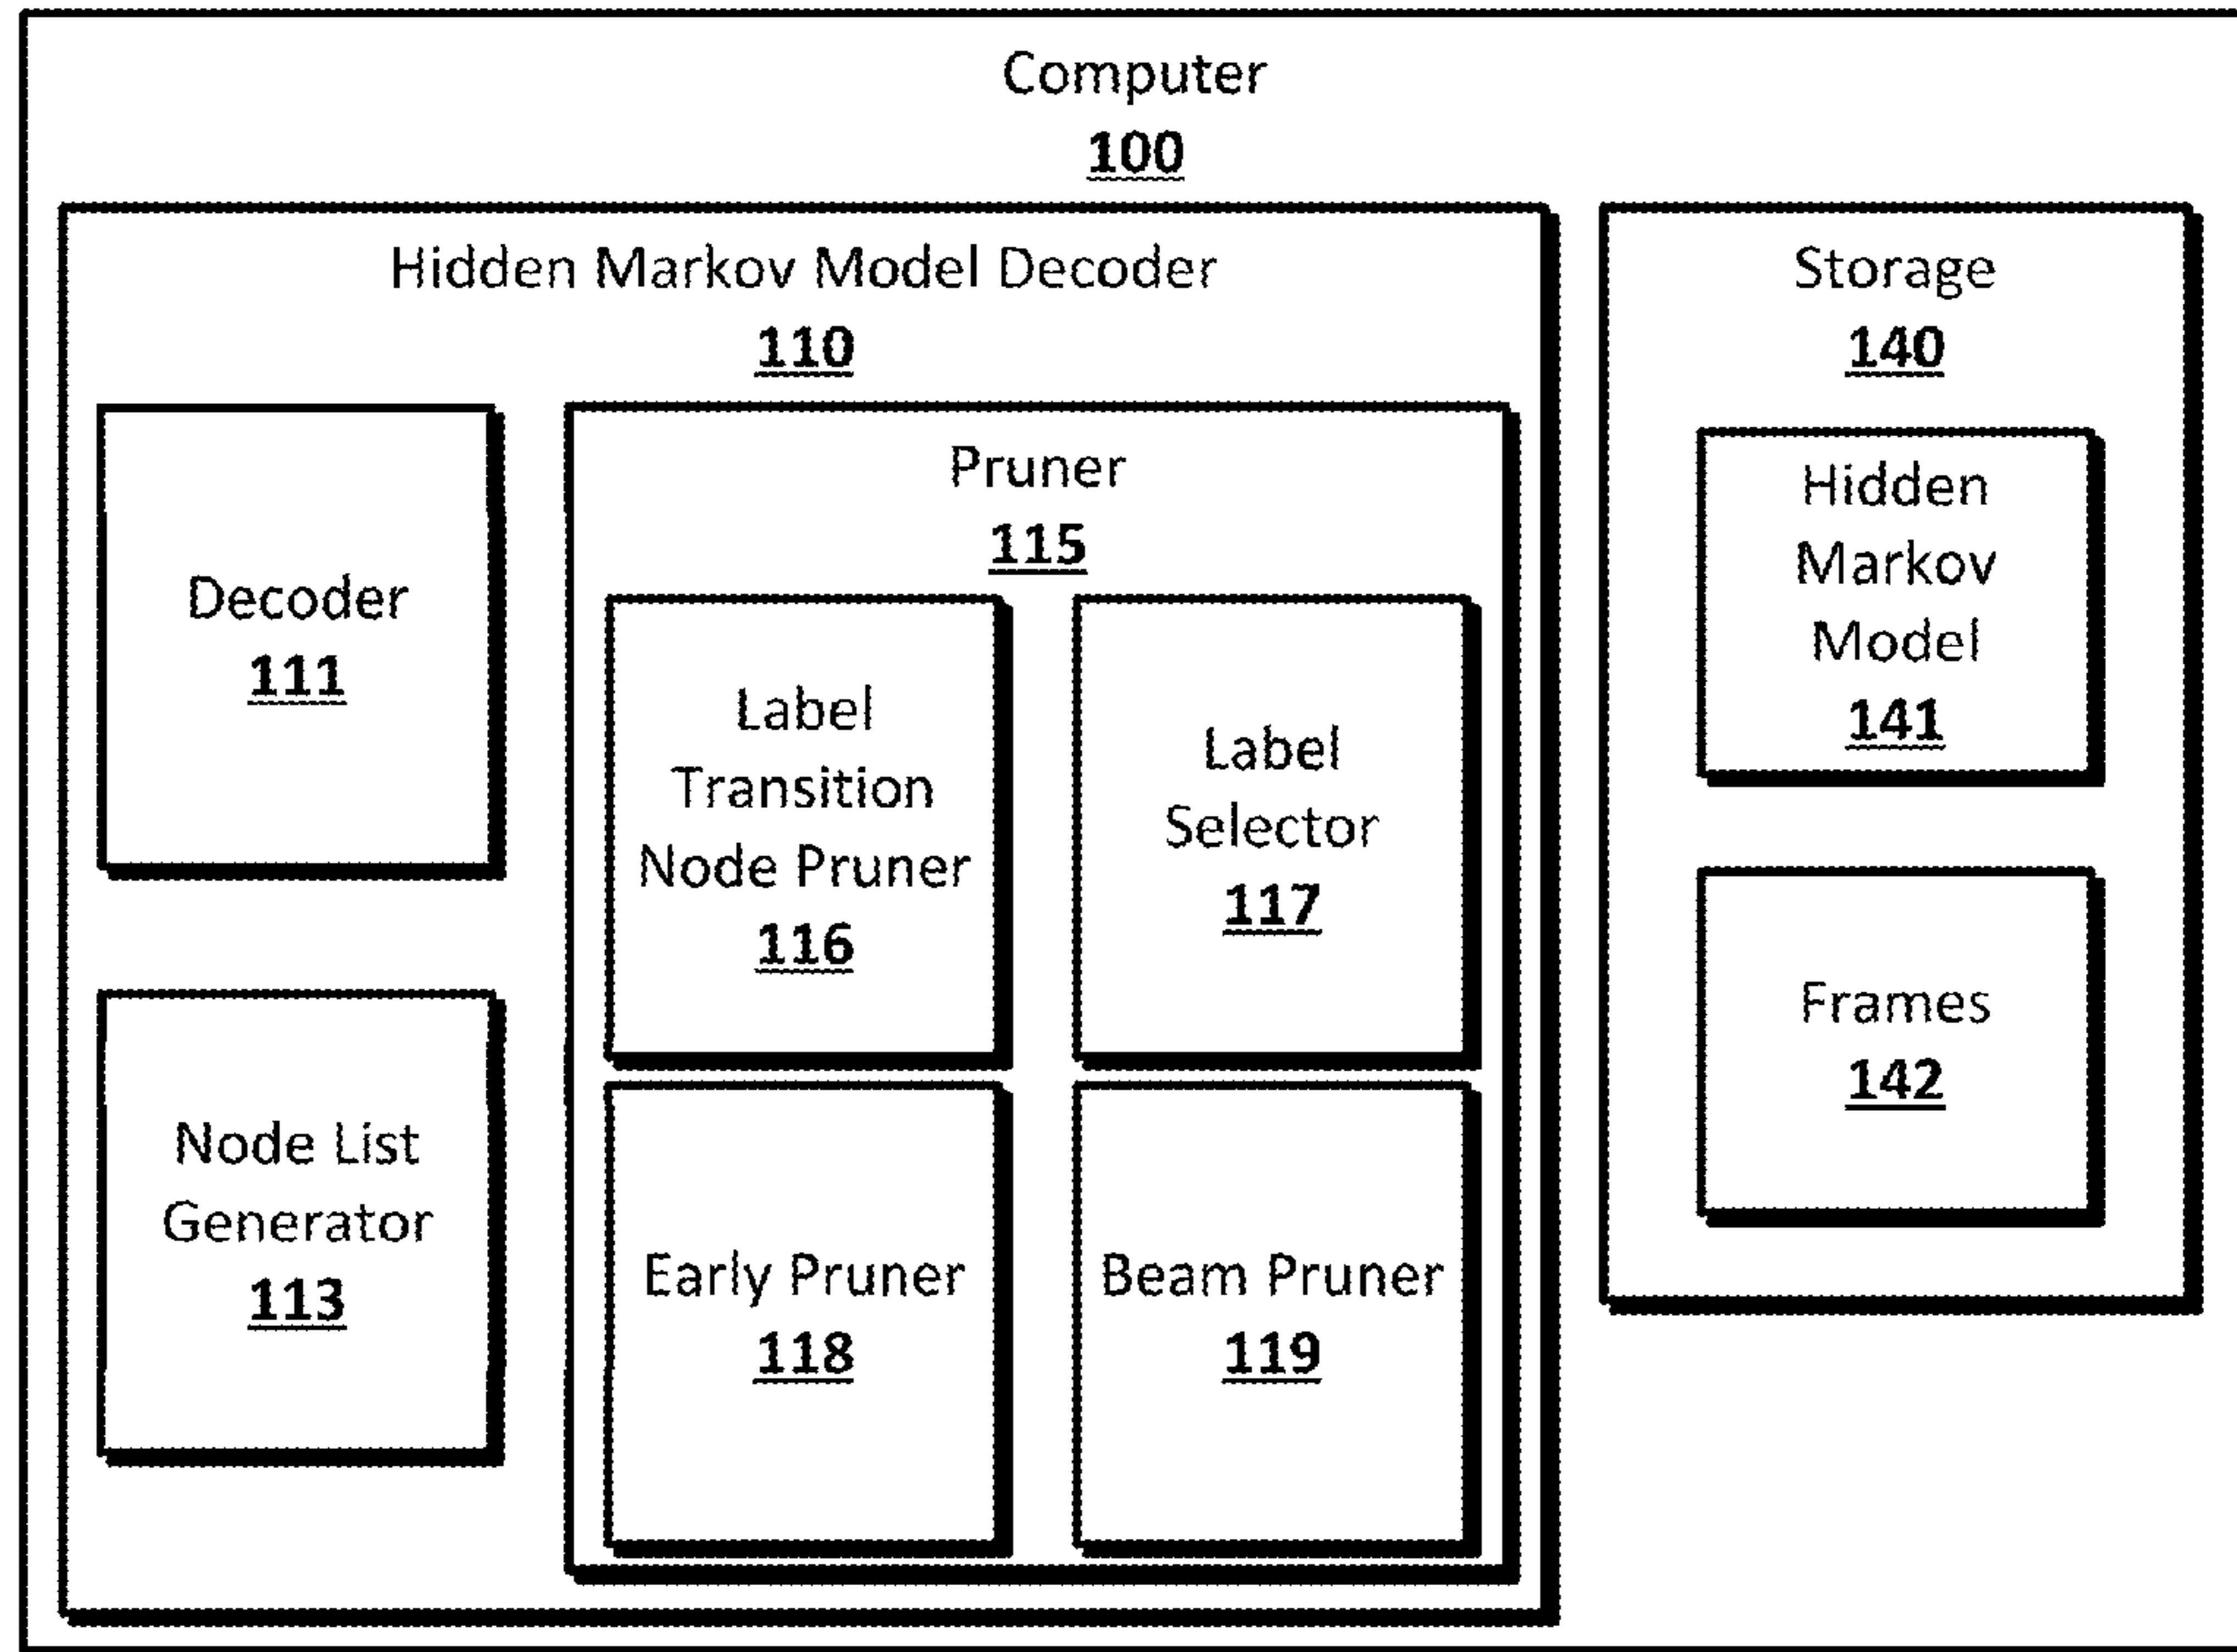 Computer
100
Hidden Markov Model Decoder
110
Decoder
111
Node List
Generator
113
Pruner
115
Label
Transition
Node Pruner
116
Label
Selector
117
Early Pruner
118
Beam Pruner
119
Storage
140
Hidden
Markov
Model
141
Frames
142